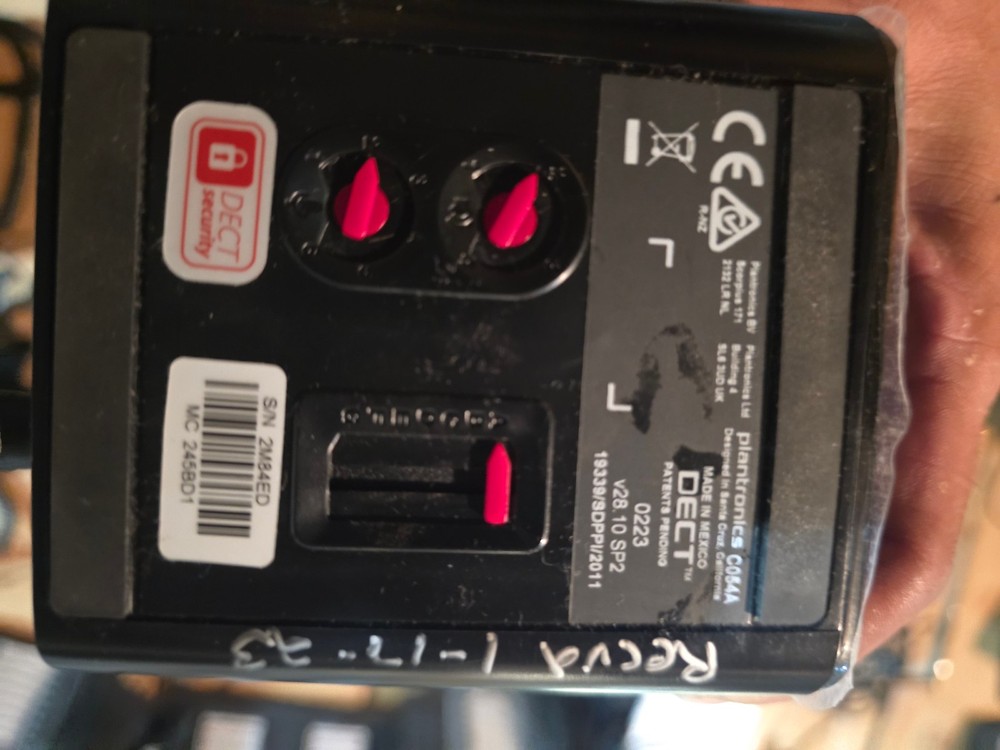 DECT
security
S/N 2M84ED
MC 245BD1
R-NZ
Plantronics BV
Scorpius 171
2132 LR NL
Plantronics Ltd
Building 4
SL6 3UD UK
plantronics C054A
Designed in Santa Cruz, California
MADE IN MEXICO
DECT™
PATENTS PENDING
0223
v28.10 SP2
19339/SDPPI/2011
Recvd 1-17-23